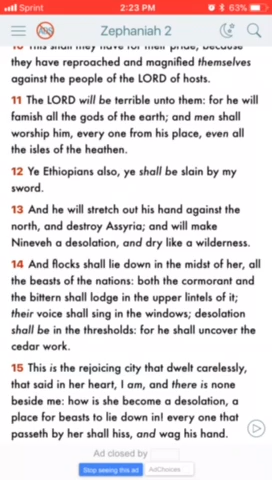 Sprint 2:23 PM 63%
Zephaniah 2
10 This shall they have for their pride, because
they have reproached and magnified themselves
against the people of the LORD of hosts.
11 The LORD will be terrible unto them: for he will
famish all the gods of the earth; and men shall
worship him, every one from his place, even all
the isles of the heathen.
12 Ye Ethiopians also, ye shall be slain by my
sword.
13 And he will stretch out his hand against the
north, and destroy Assyria; and will make
Nineveh a desolation, and dry like a wilderness.
14 And flocks shall lie down in the midst of her, all
the beasts of the nations: both the cormorant and
the bittern shall lodge in the upper lintels of it;
their voice shall sing in the windows; desolation
shall be in the thresholds: for he shall uncover the
cedar work.
15 This is the rejoicing city that dwelt carelessly,
that said in her heart, I am, and there is none
beside me: how is she become a desolation, a
place for beasts to lie down in! every one that
passeth by her shall hiss, and wag his hand.
Ad closed by
Stop seeing this ad AdChoices